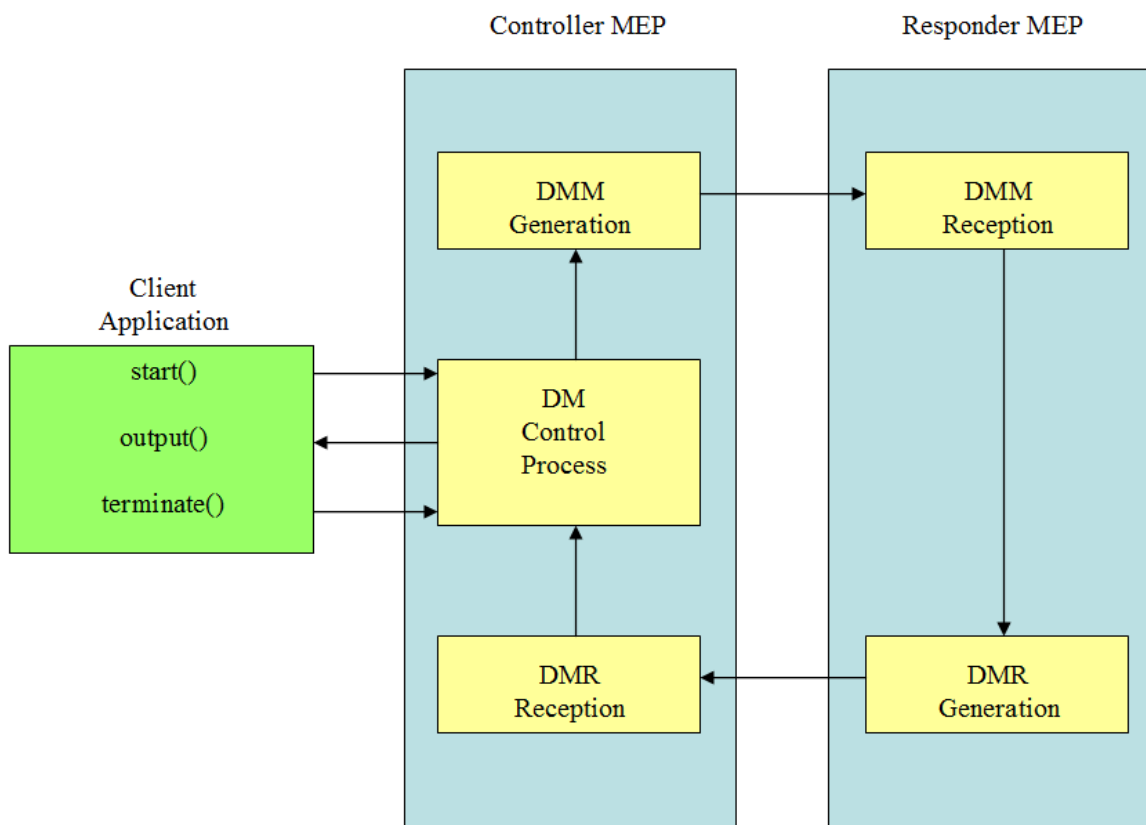 Controller MEP
Responder MEP
DMM
Generation
DMM
Reception
Client
Application
start()
output()
terminate()
DM
Control
Process
DMR
Reception
DMR
Generation